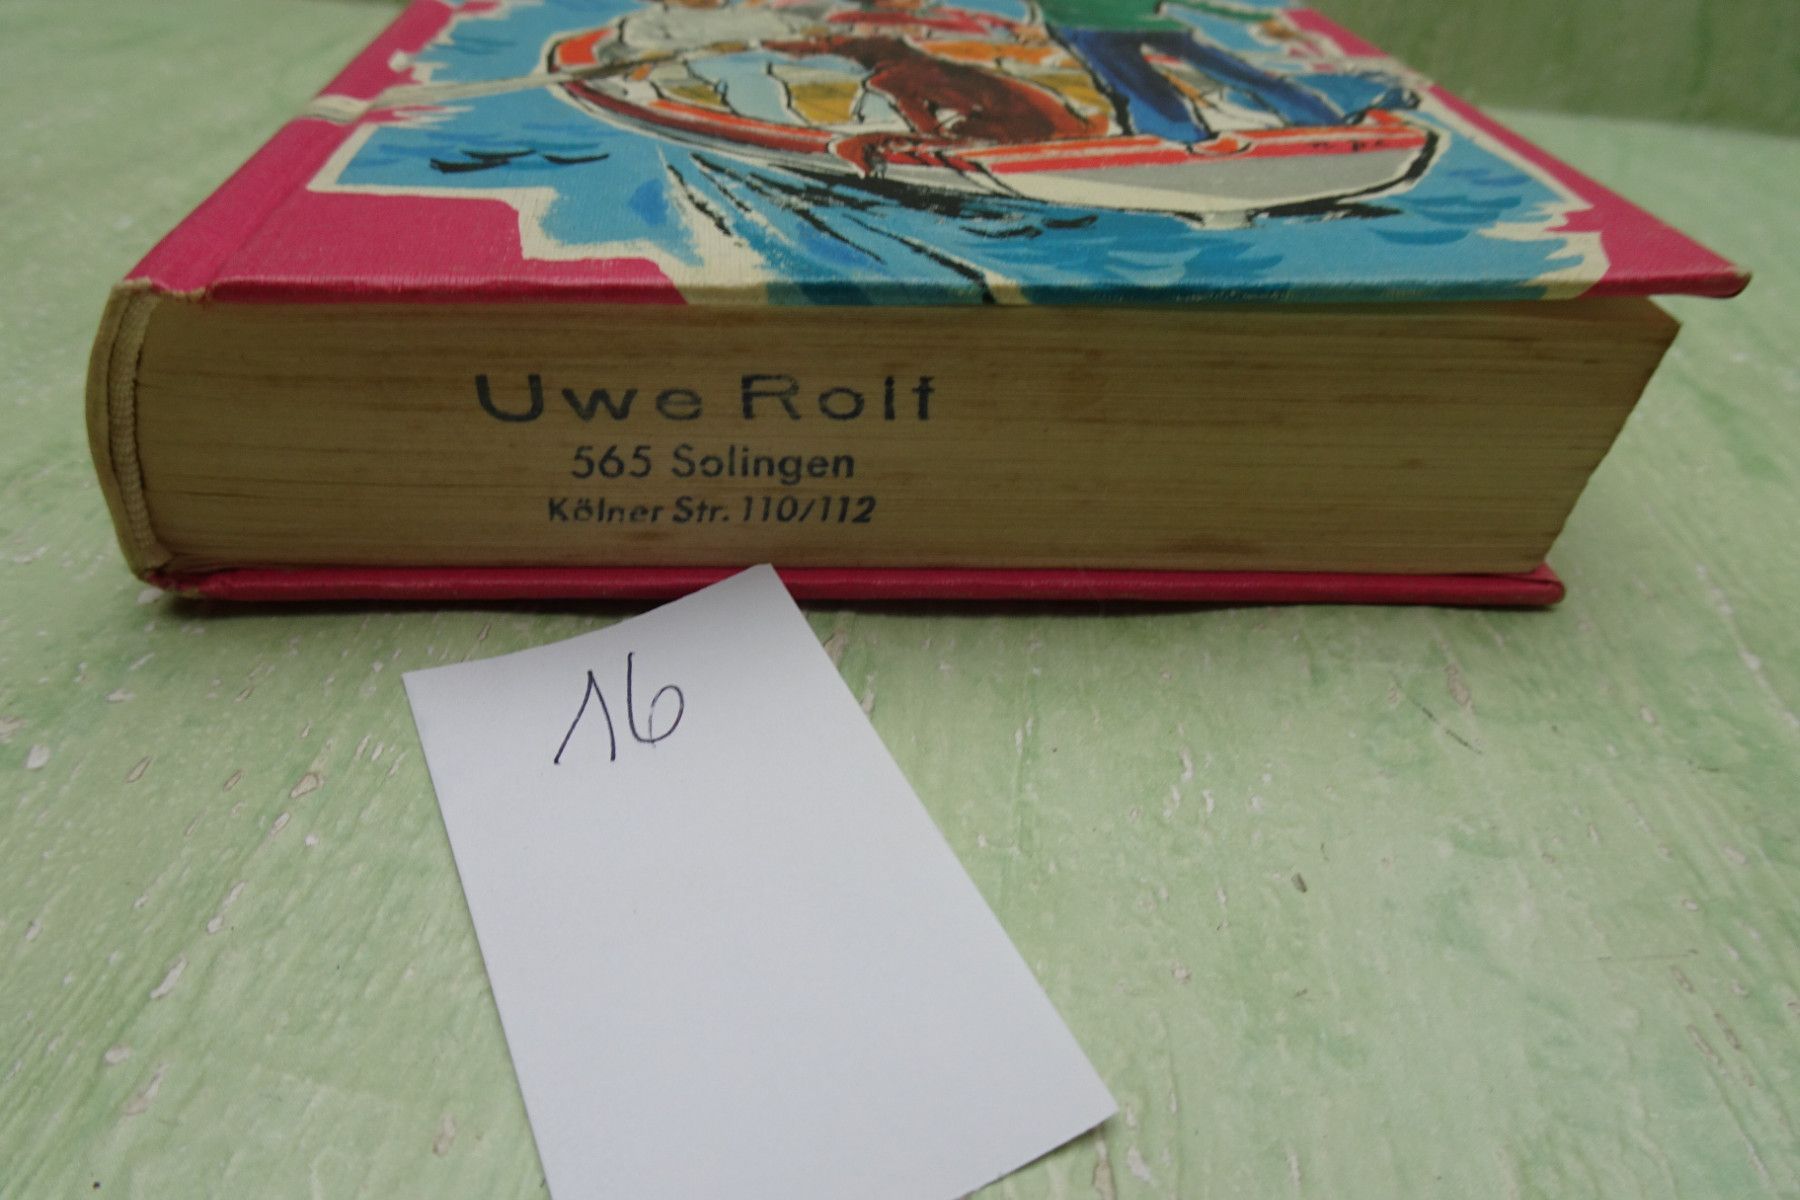 Uwe Rolf
565 Solingen
Kölner Str. 110/112
16